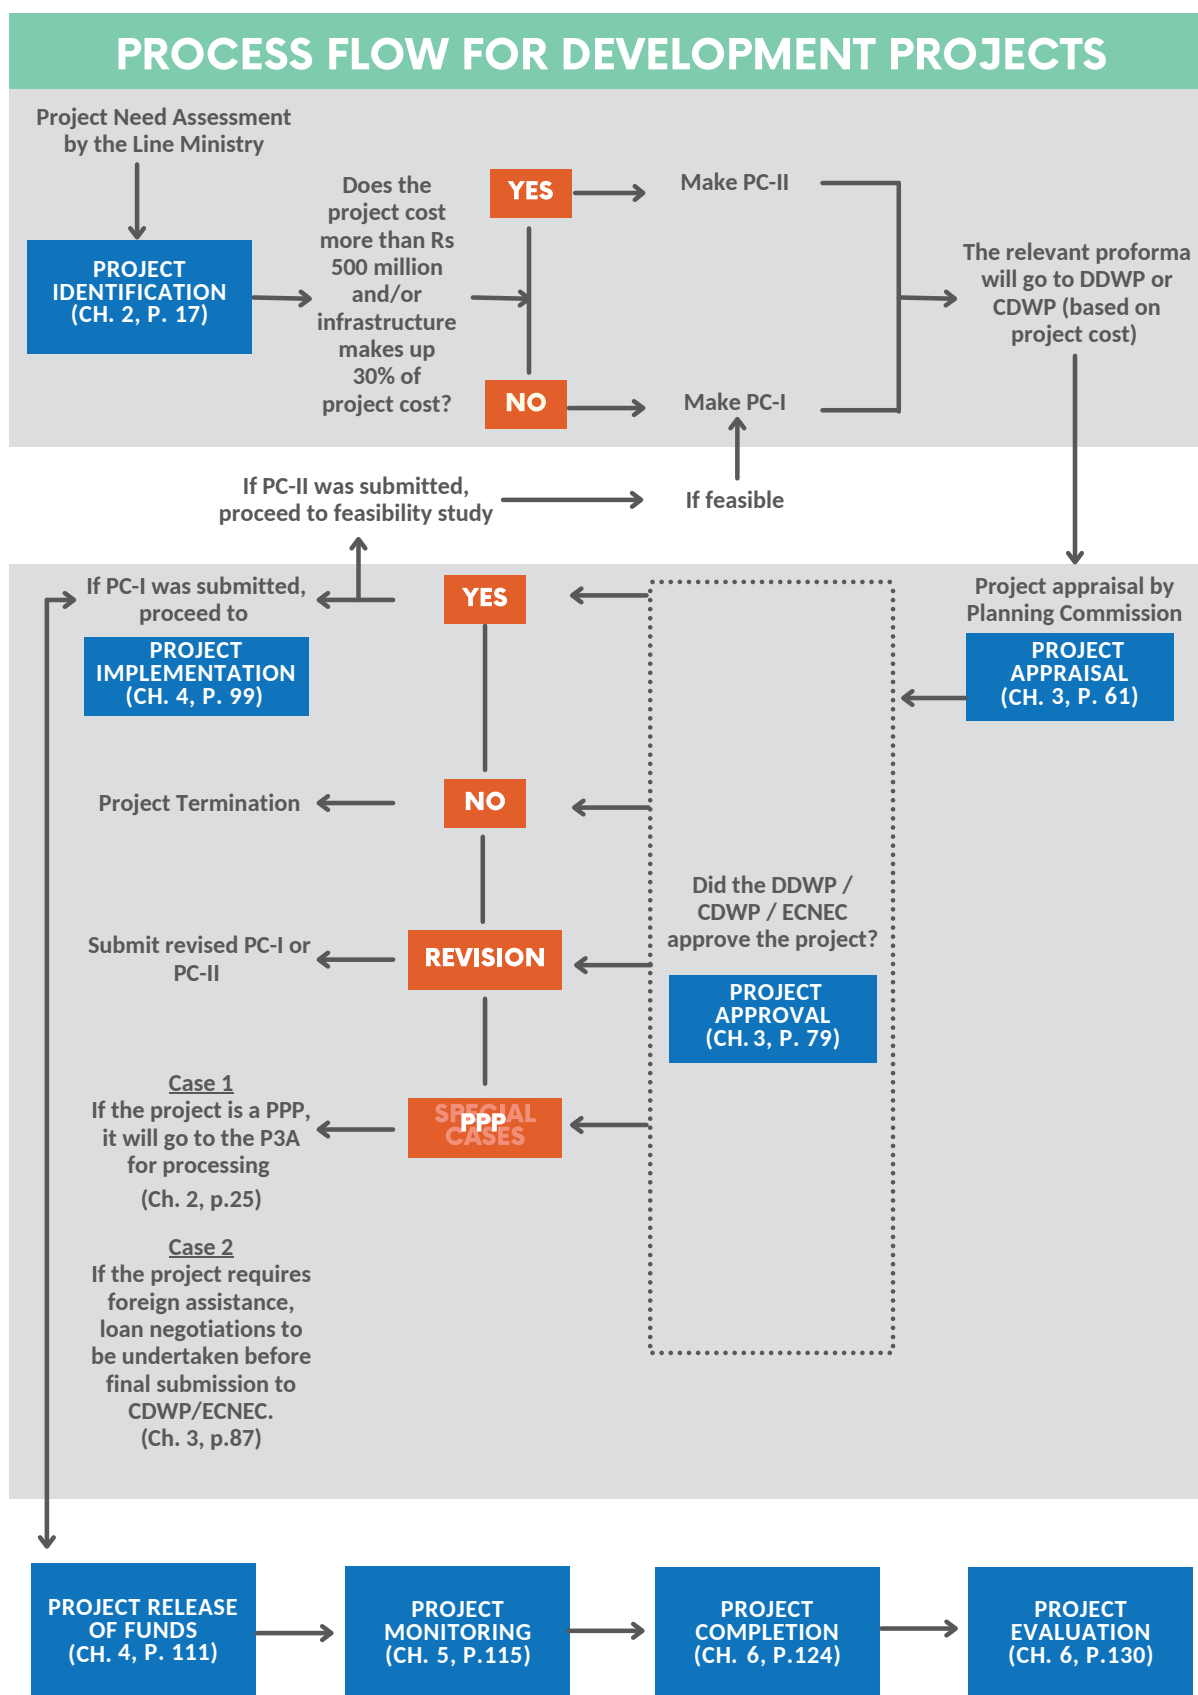 PROCESS FLOW FOR DEVELOPMENT PROJECTS
Project Need Assessment
by the Line Ministry
PROJECT
IDENTIFICATION
(CH. 2, P. 17)
Does the
project cost
more than Rs
500 million
and/or
infrastructure
makes up
30% of
project cost?
YES
NO
Make PC-II
Make PC-I
The relevant proforma
will go to DDWP or
CDWP (based on
project cost)
If PC-II was submitted,
proceed to feasibility study
If feasible
Project appraisal by
Planning Commission
PROJECT
APPRAISAL
(CH. 3, P. 61)
Did the DDWP /
CDWP / ECNEC
approve the project?
PROJECT
APPROVAL
(CH. 3, P. 79)
YES
If PC-I was submitted,
proceed to
PROJECT
IMPLEMENTATION
(CH. 4, P. 99)
NO
Project Termination
REVISION
Submit revised PC-I or
PC-II
SPECIAL
CASES
PPP
Case 1
If the project is a PPP,
it will go to the P3A
for processing
(Ch. 2, p.25)
Case 2
If the project requires
foreign assistance,
loan negotiations to
be undertaken before
final submission to
CDWP/ECNEC.
(Ch. 3, p.87)
PROJECT RELEASE
OF FUNDS
(CH. 4, P. 111)
PROJECT
MONITORING
(CH. 5, P.115)
PROJECT
COMPLETION
(CH. 6, P.124)
PROJECT
EVALUATION
(CH. 6, P.130)